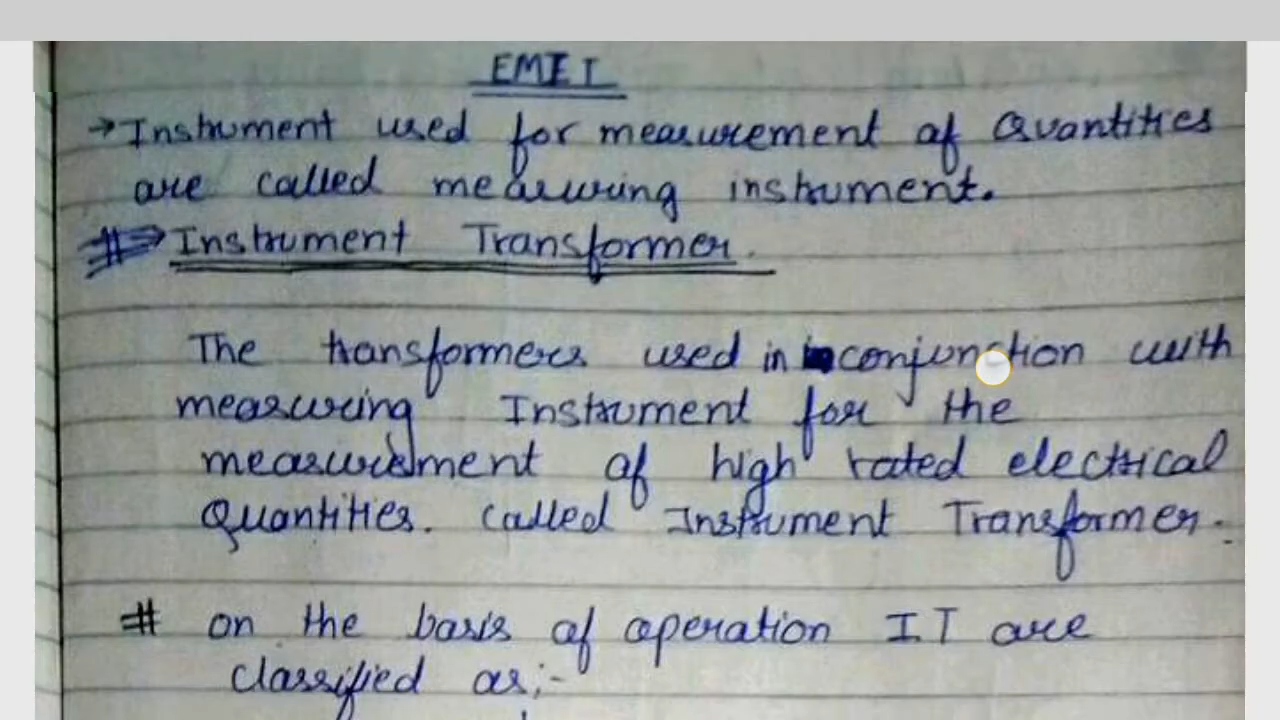 EMEI
→ Instrument used for measurement of Quantities
are called measuring instrument.
#⇒ Instrument Transformer.
The transformers used in conjunction with
measuring Instrument for the
measurement of high rated electrical
Quantities. called Instrument Transformer.
# on the basis of operation IT are
classified as;-